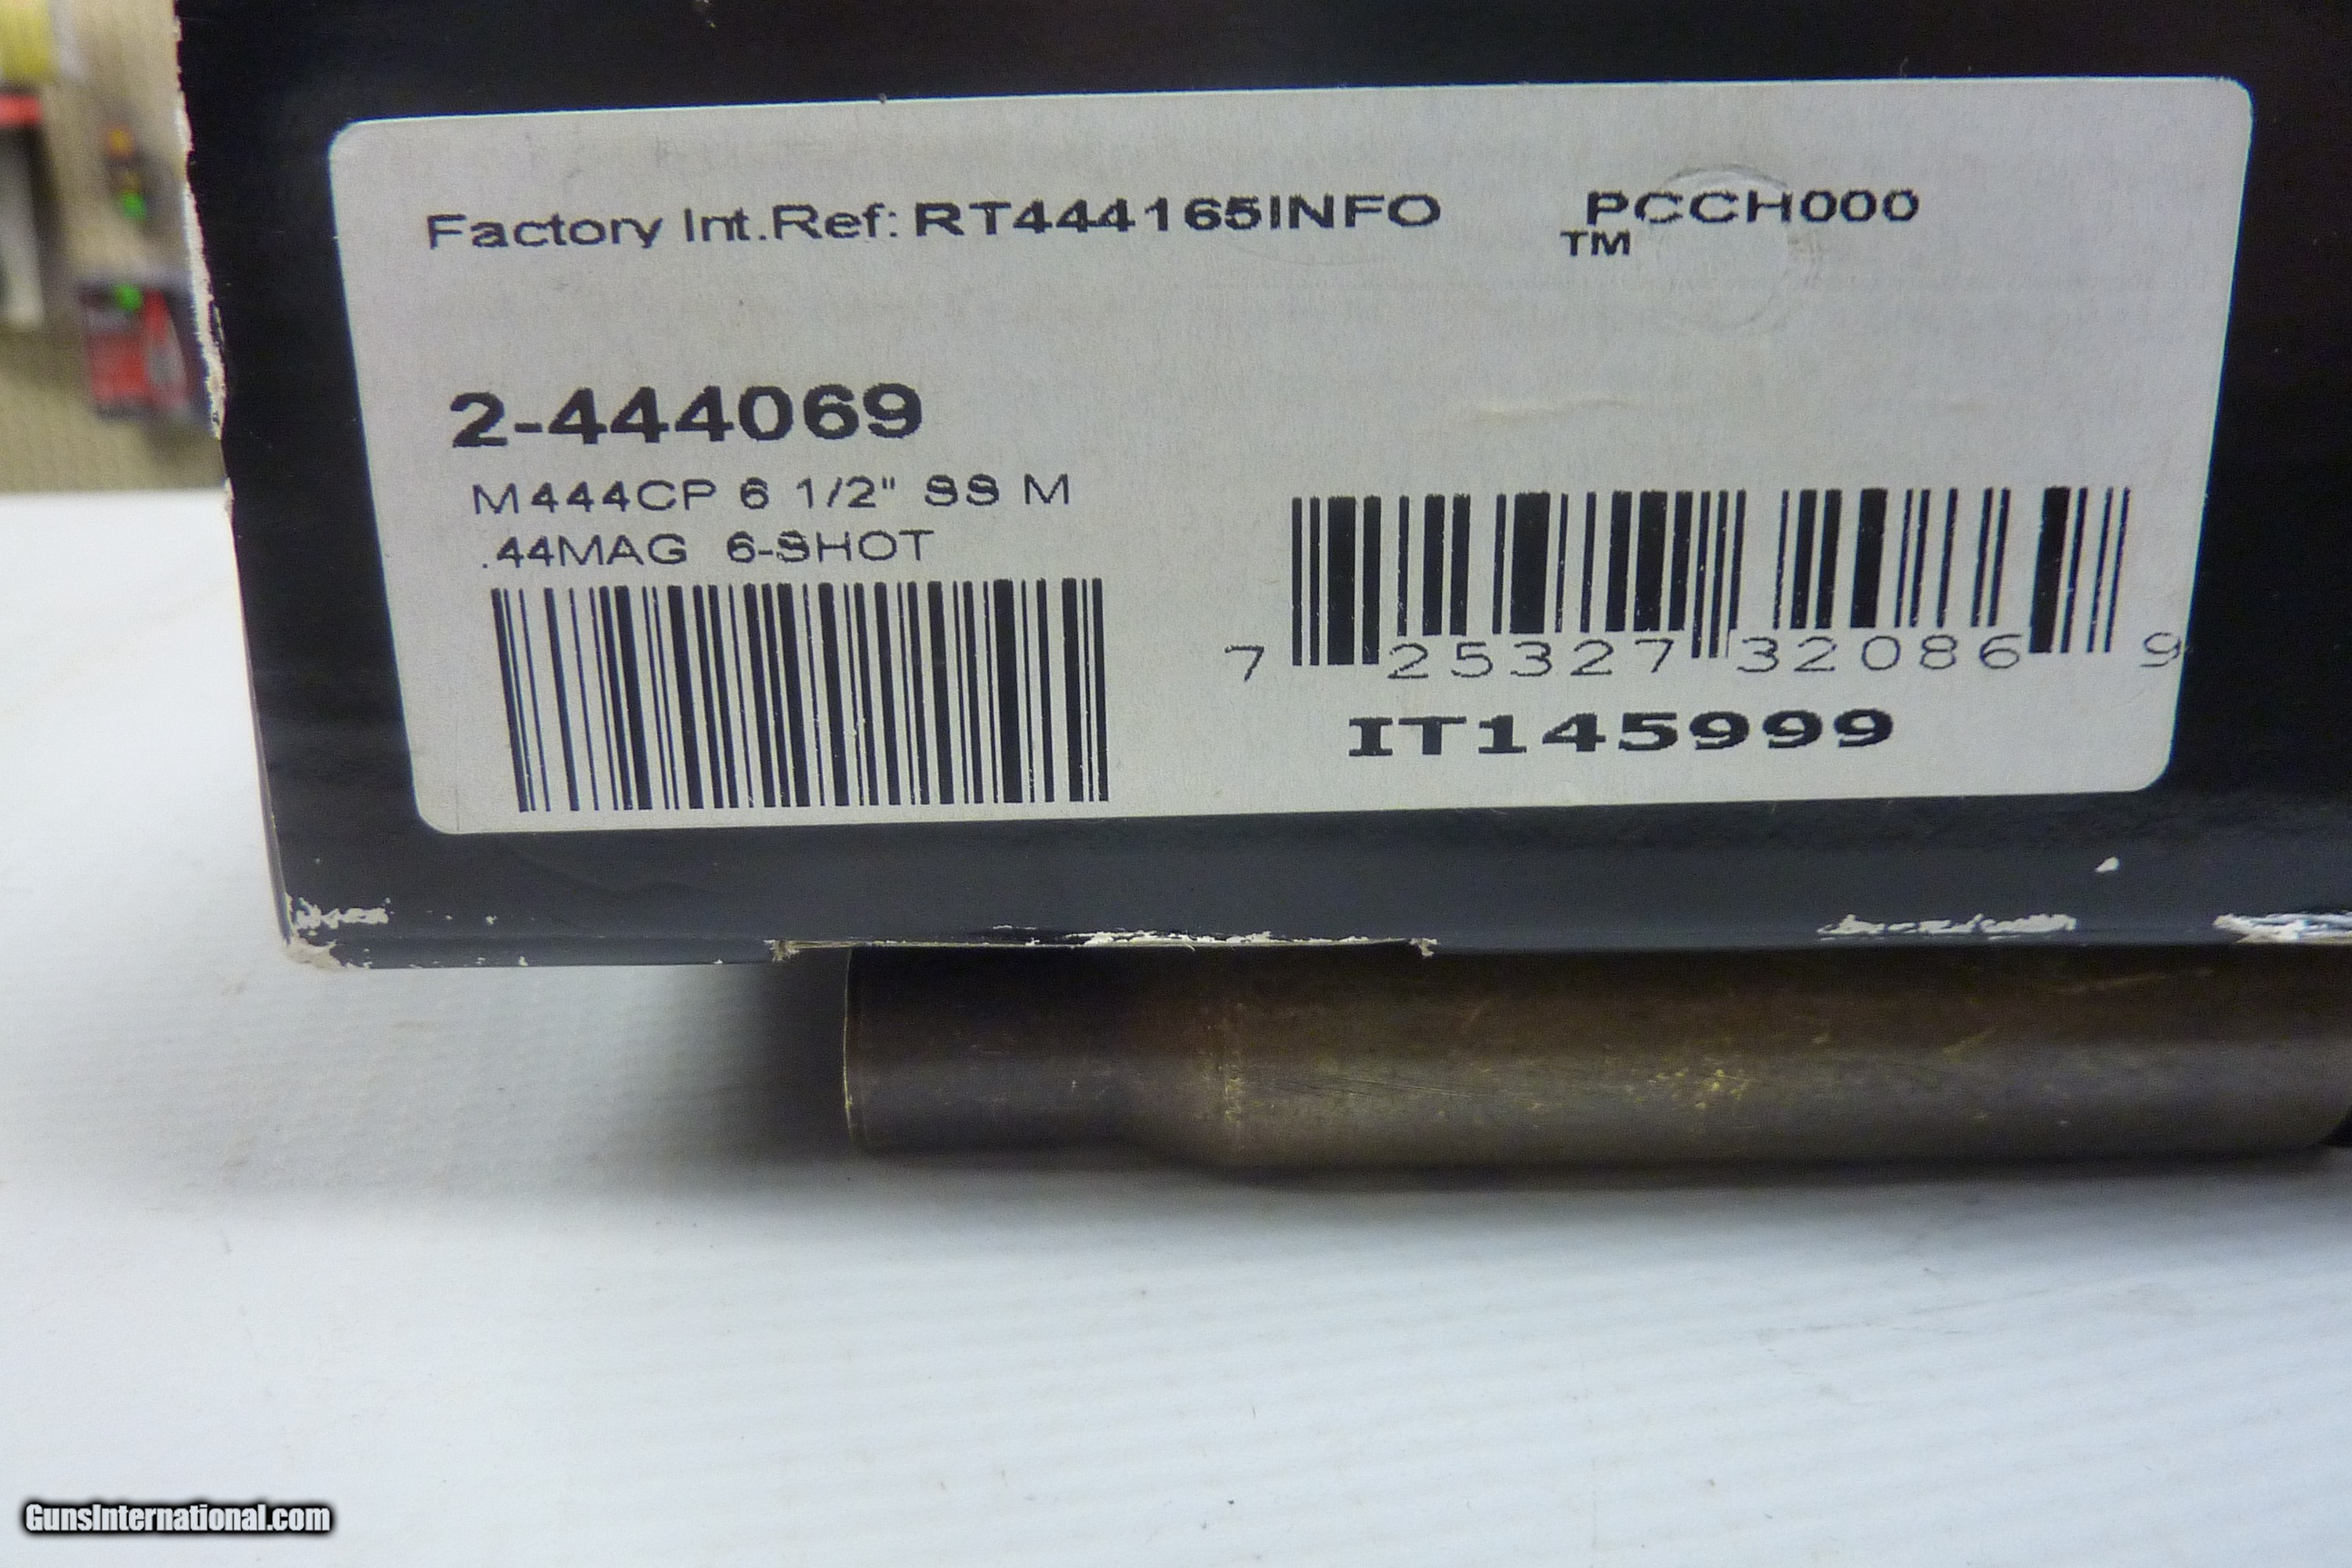 Factory Int.Ref: RT444165INFO PCCH000
TM
2-444069
M444CP 6 1/2" SS M
.44MAG 6-SHOT
7 25327 32086 9
IT145999
GunsInternational.com